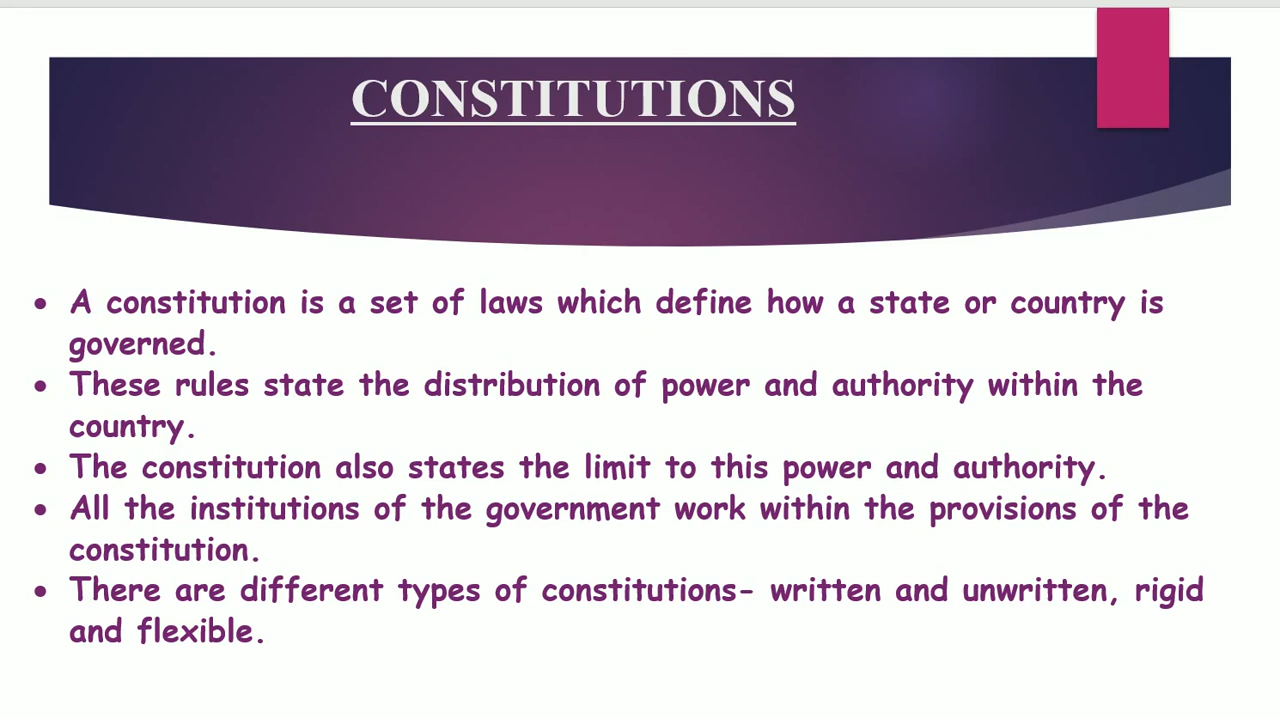 CONSTITUTIONS
• A constitution is a set of laws which define how a state or country is
governed.
• These rules state the distribution of power and authority within the
country.
• The constitution also states the limit to this power and authority.
• All the institutions of the government work within the provisions of the
constitution.
• There are different types of constitutions- written and unwritten, rigid
and flexible.